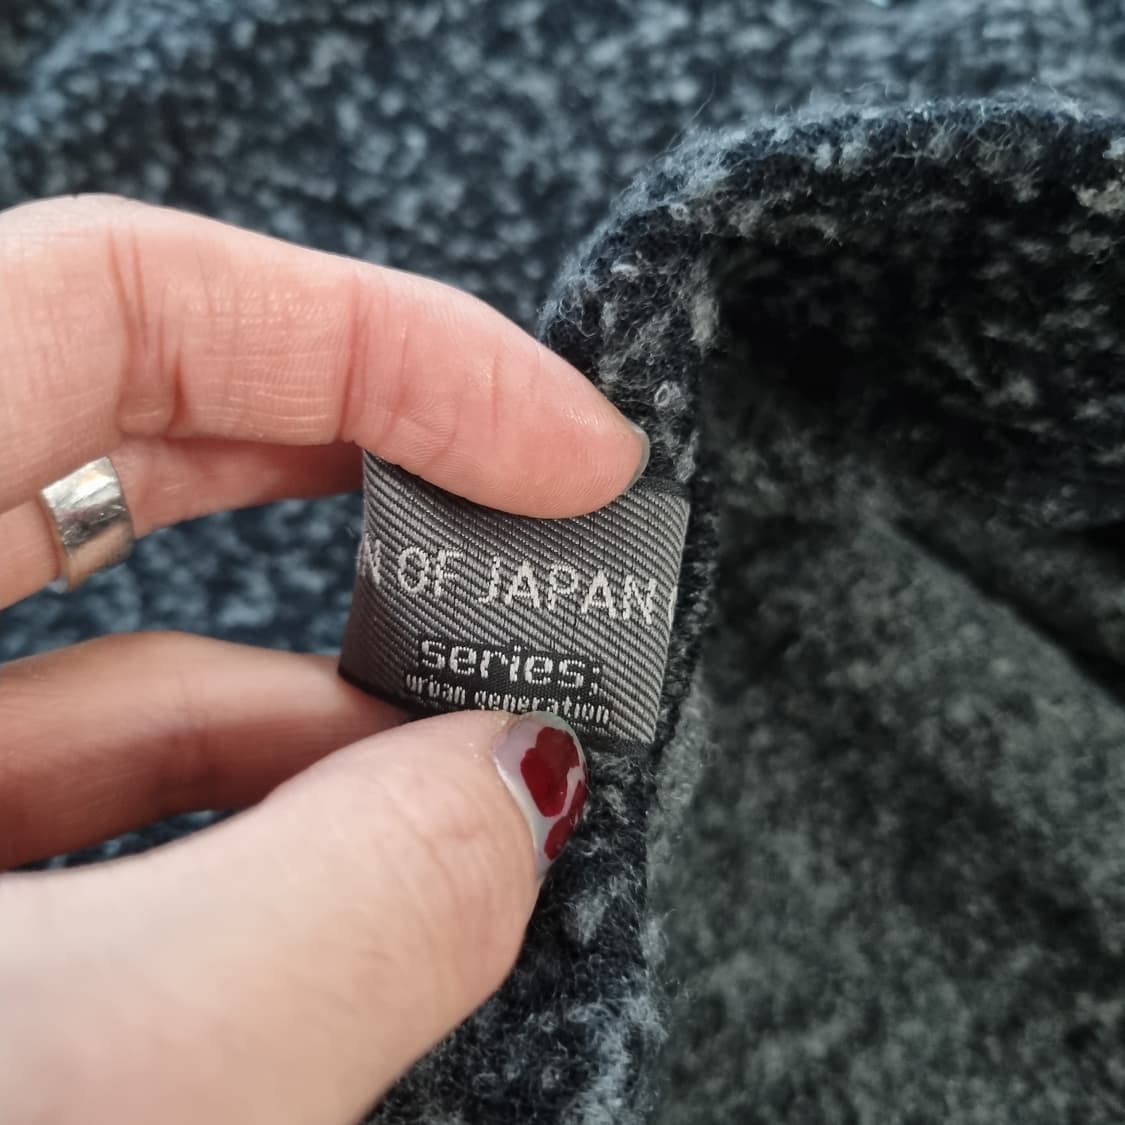 N OF JAPAN
series;
urban generation